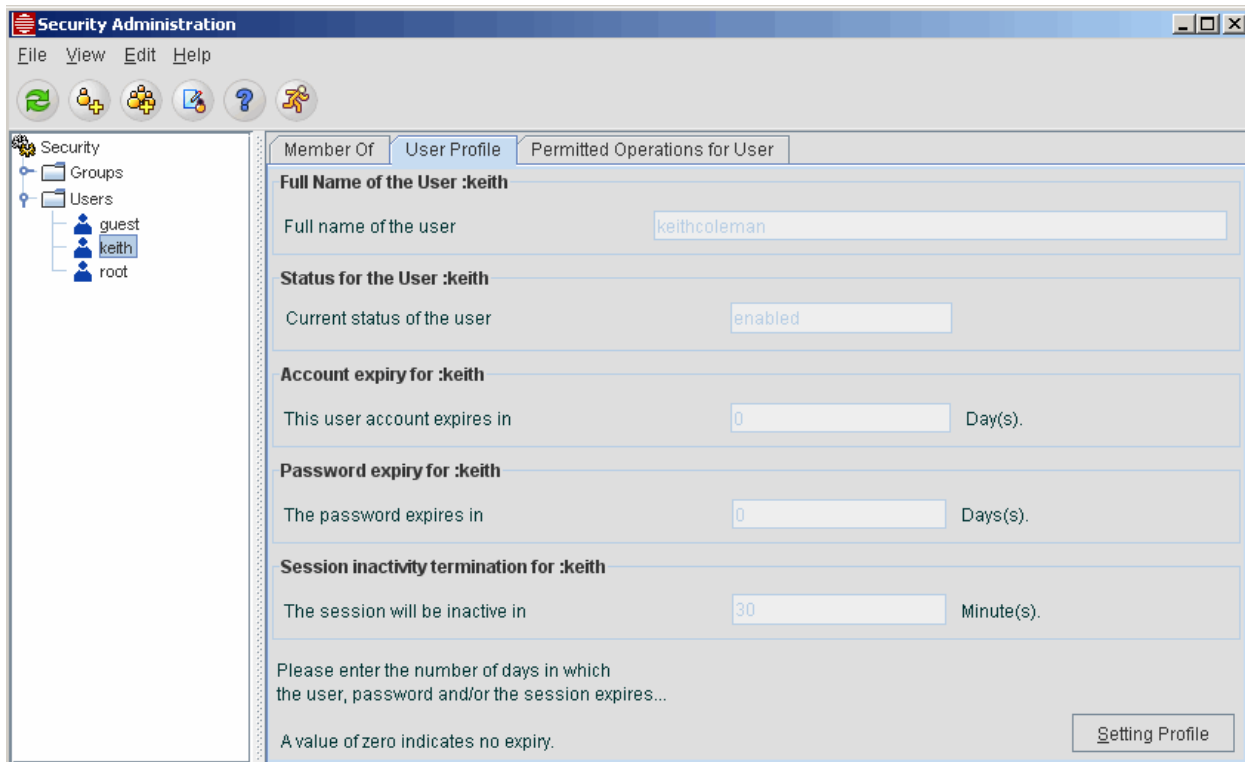 Security Administration
File View Edit Help
Security
Groups
Users
guest
keith
root
Member Of User Profile Permitted Operations for User
Full Name of the User :keith
Full name of the user keithcoleman
Status for the User :keith
Current status of the user enabled
Account expiry for :keith
This user account expires in 0 Day(s).
Password expiry for :keith
The password expires in 0 Days(s).
Session inactivity termination for :keith
The session will be inactive in 30 Minute(s).
Please enter the number of days in which
the user, password and/or the session expires...
A value of zero indicates no expiry.
Setting Profile